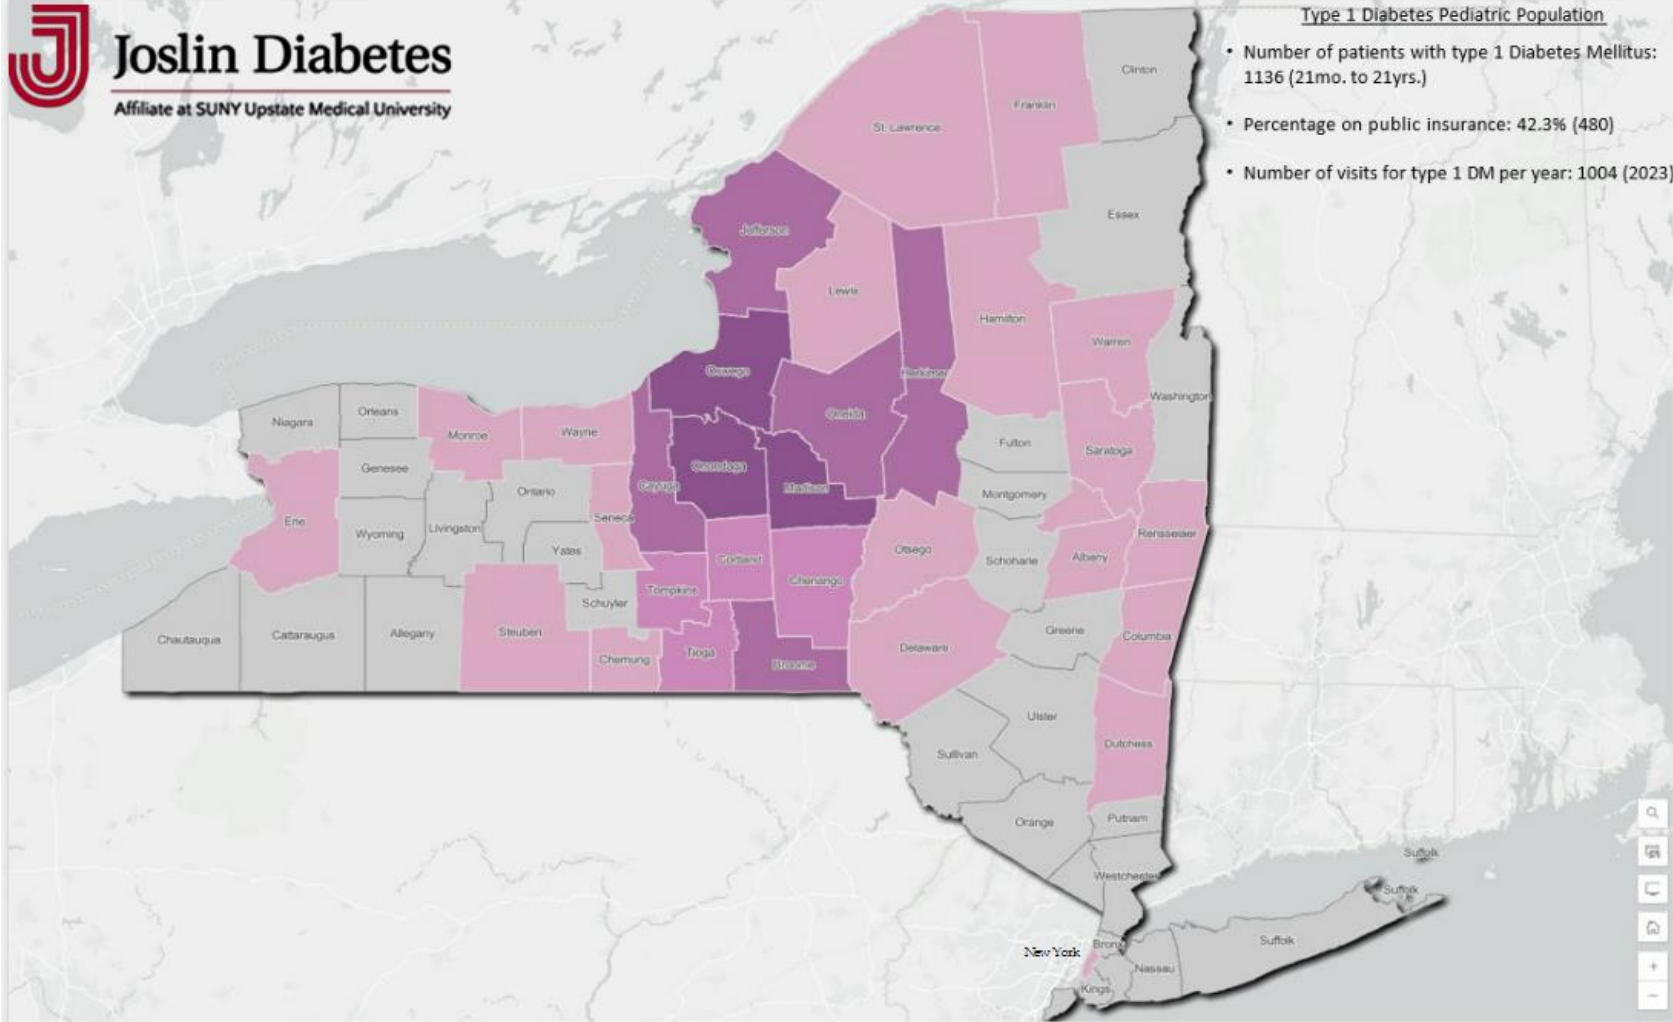 Joslin Diabetes
Affiliate at SUNY Upstate Medical University
Type 1 Diabetes Pediatric Population
• Number of patients with type 1 Diabetes Mellitus:
1136 (21mo. to 21yrs.)
• Percentage on public insurance: 42.3% (480)
• Number of visits for type 1 DM per year: 1004 (2023)
Clinton
Franklin
St. Lawrence
Essex
Jefferson
Lewis
Hamilton
Warren
Oswego
Herkimer
Washington
Oneida
Niagara
Orleans
Monroe
Wayne
Fulton
Saratoga
Genesee
Onondaga
Cayuga
Madison
Ontario
Montgomery
Erie
Seneca
Livingston
Wyoming
Rensselaer
Yates
Otsego
Albany
Cortland
Schoharie
Chenango
Tompkins
Schuyler
Chautauqua
Cattaraugus
Allegany
Steuben
Greene
Columbia
Chemung
Tioga
Broome
Delaware
Ulster
Dutchess
Sullivan
Orange
Putnam
Westchester
Suffolk
Suffolk
Suffolk
New York
Bronx
Nassau
Kings
+
−